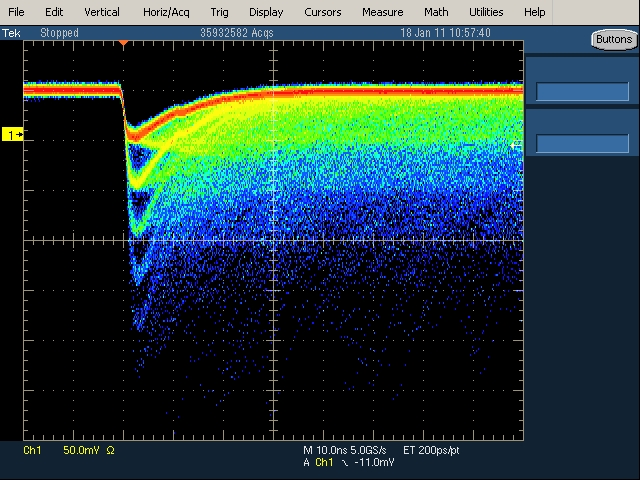 File Edit Vertical Horiz/Acq Trig Display Cursors Measure Math Utilities Help
Tek Stopped 35932582 Acqs 18 Jan 11 10:57:40
Buttons
1
Ch1 50.0mV Ω M 10.0ns 5.0GS/s ET 200ps/pt
A Ch1 ∖ -11.0mV